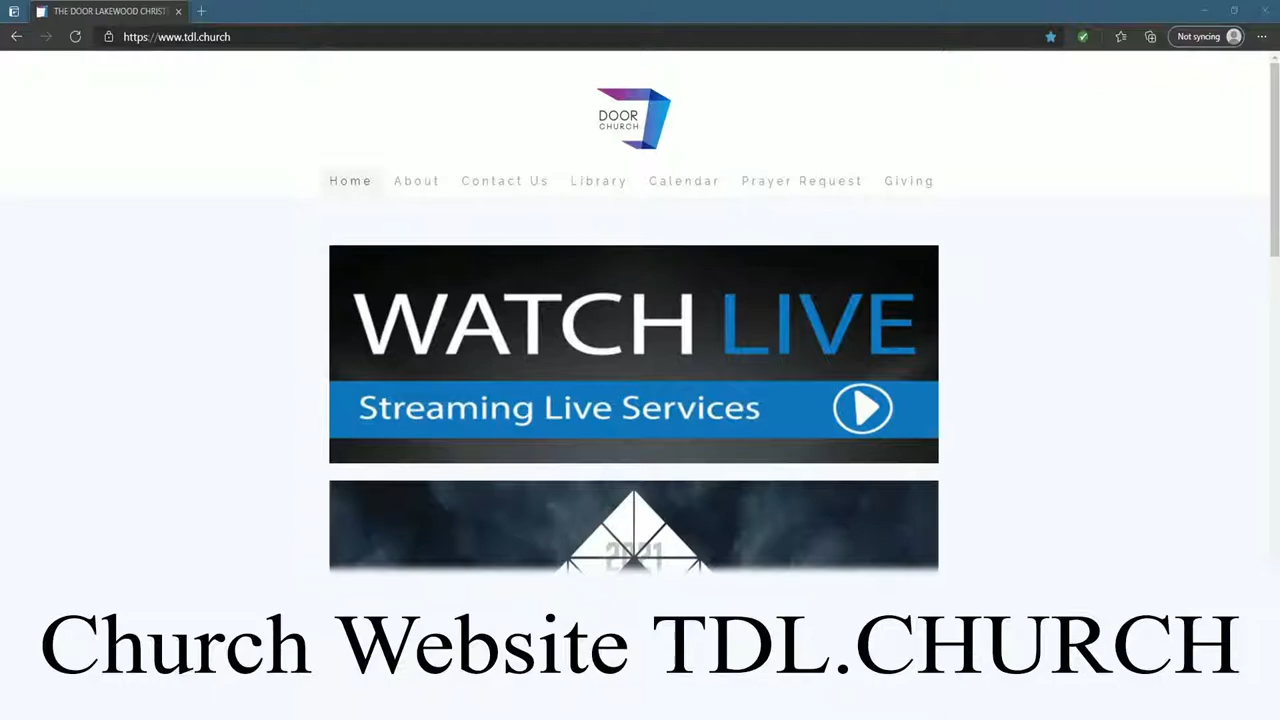 THE DOOR LAKEWOOD CHRIST
https://www.tdl.church
Not syncing
DOOR
CHURCH
Home About Contact Us Library Calendar Prayer Request Giving
WATCH LIVE
Streaming Live Services
2021
Church Website TDL.CHURCH